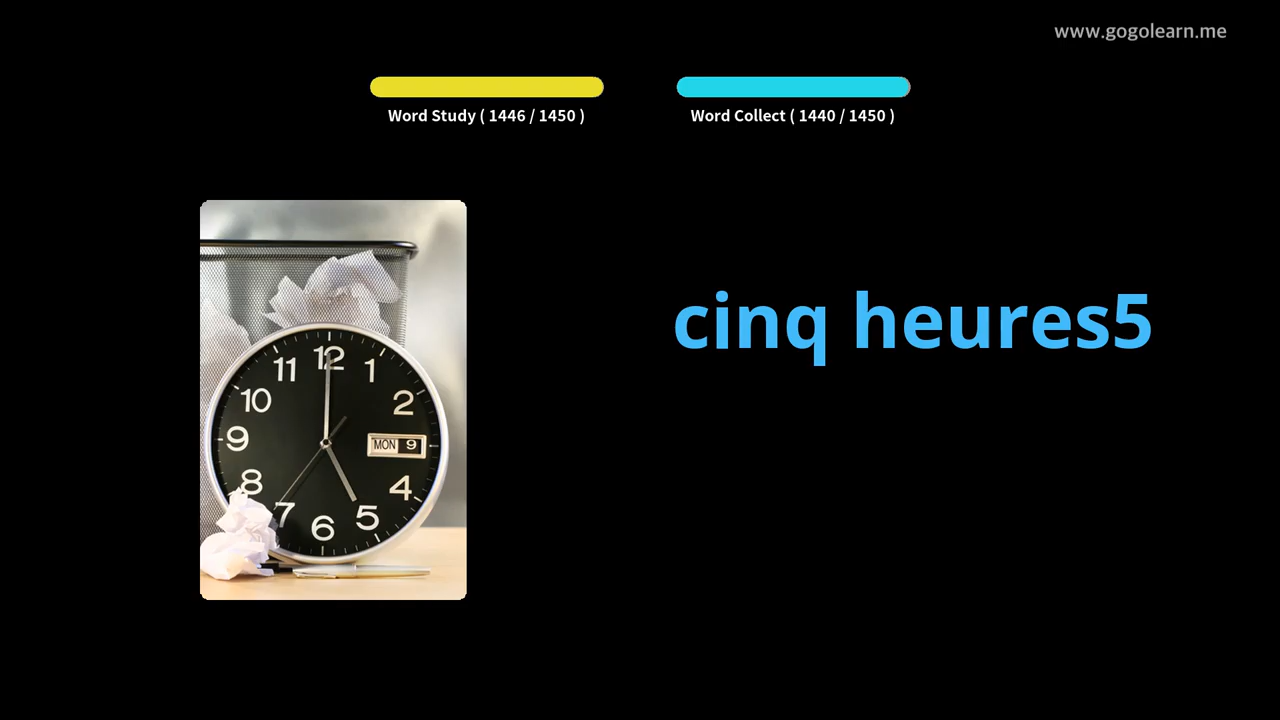 www.gogolearn.me
Word Study ( 1446 / 1450 )
Word Collect ( 1440 / 1450 )
cinq heures5
12
11
1
10
2
9
MON 9
8
4
7
5
6